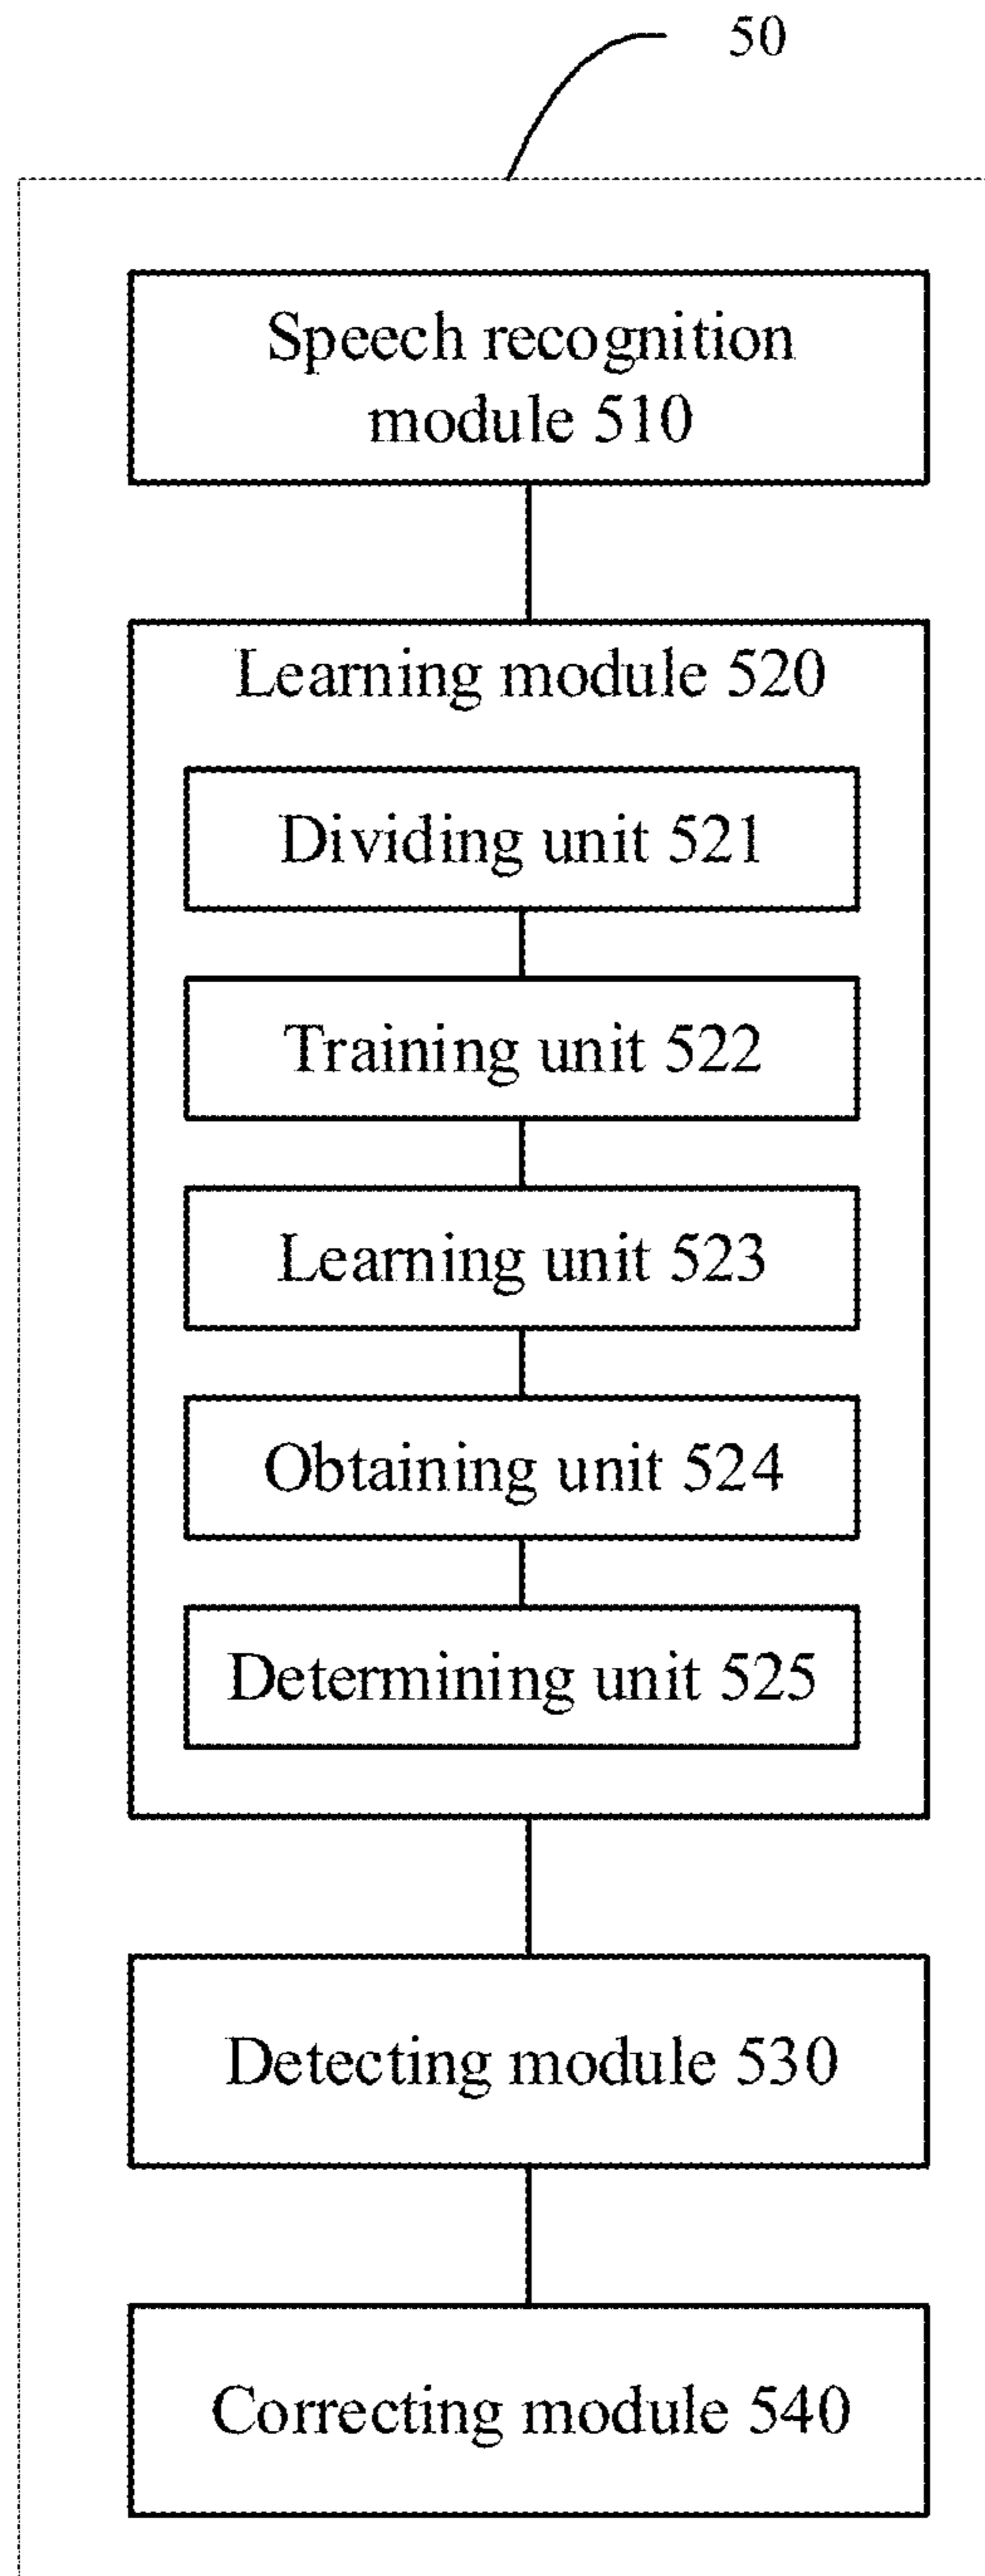 50
Speech recognition
module 510
Learning module 520
Dividing unit 521
Training unit 522
Learning unit 523
Obtaining unit 524
Determining unit 525
Detecting module 530
Correcting module 540